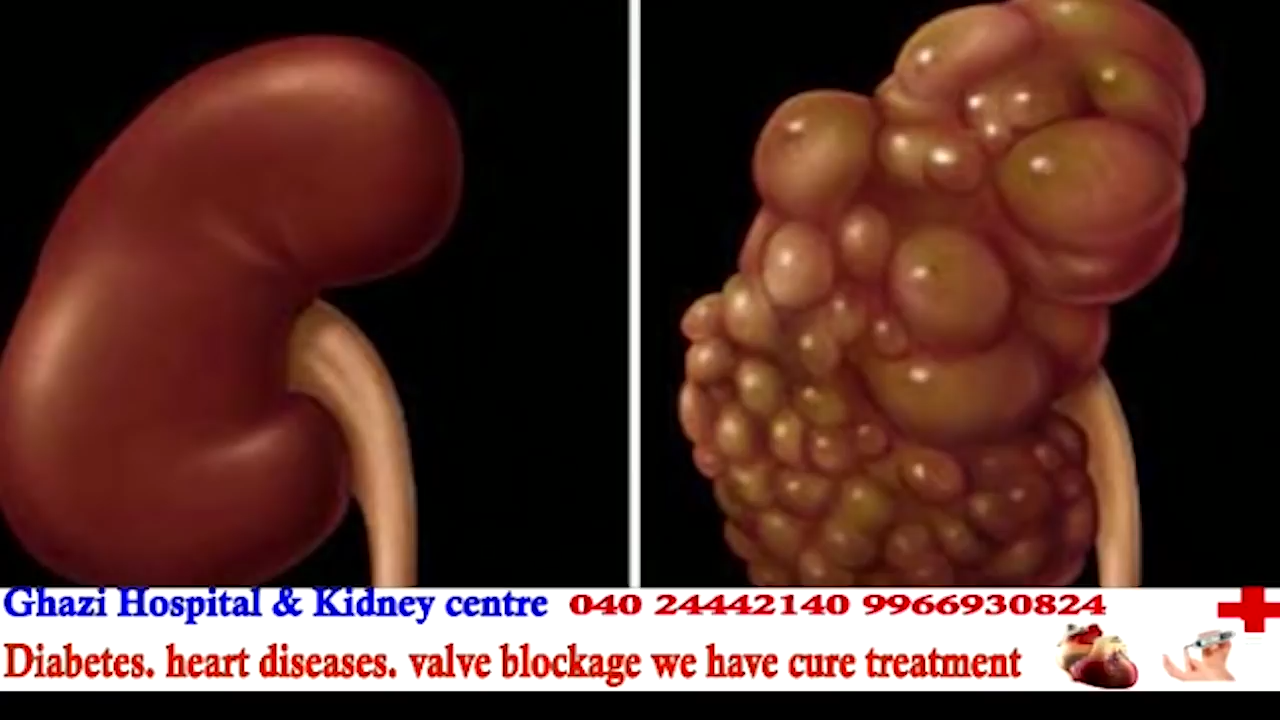 Ghazi Hospital & Kidney centre 040 24442140 9966930824
Diabetes. heart diseases. valve blockage we have cure treatment